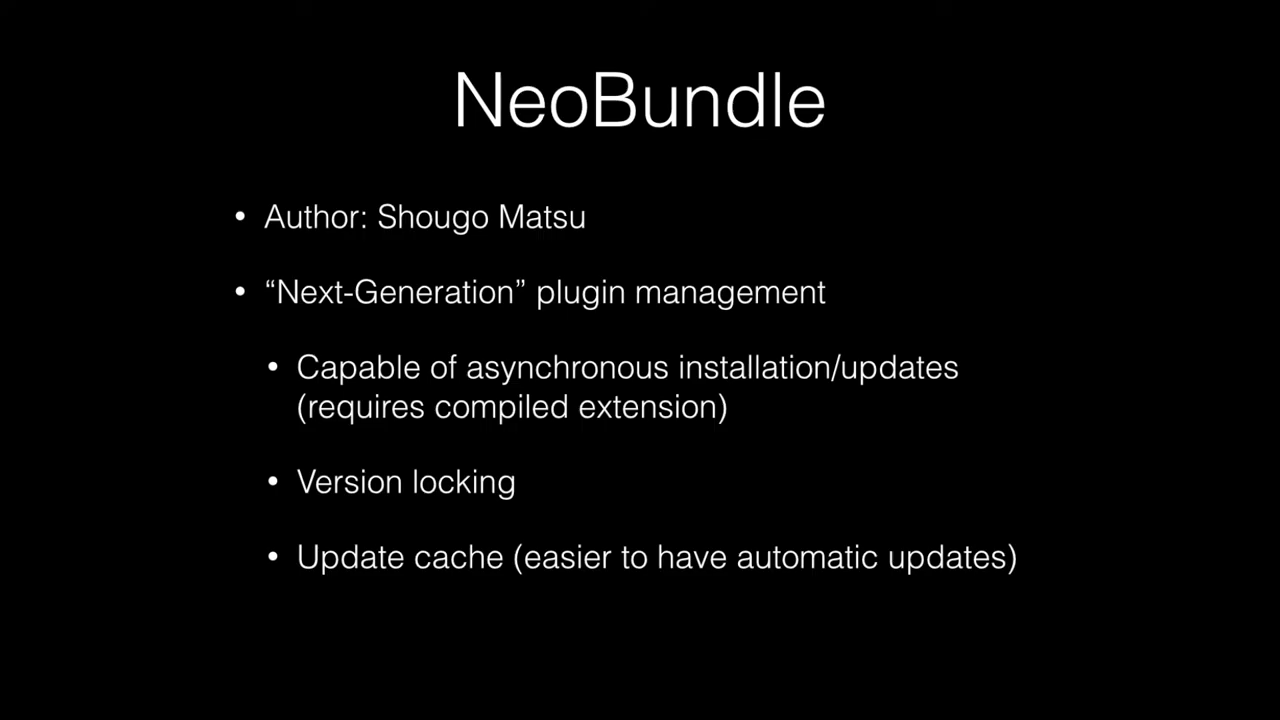 NeoBundle
• Author: Shougo Matsu
• “Next-Generation” plugin management
• Capable of asynchronous installation/updates
(requires compiled extension)
• Version locking
• Update cache (easier to have automatic updates)